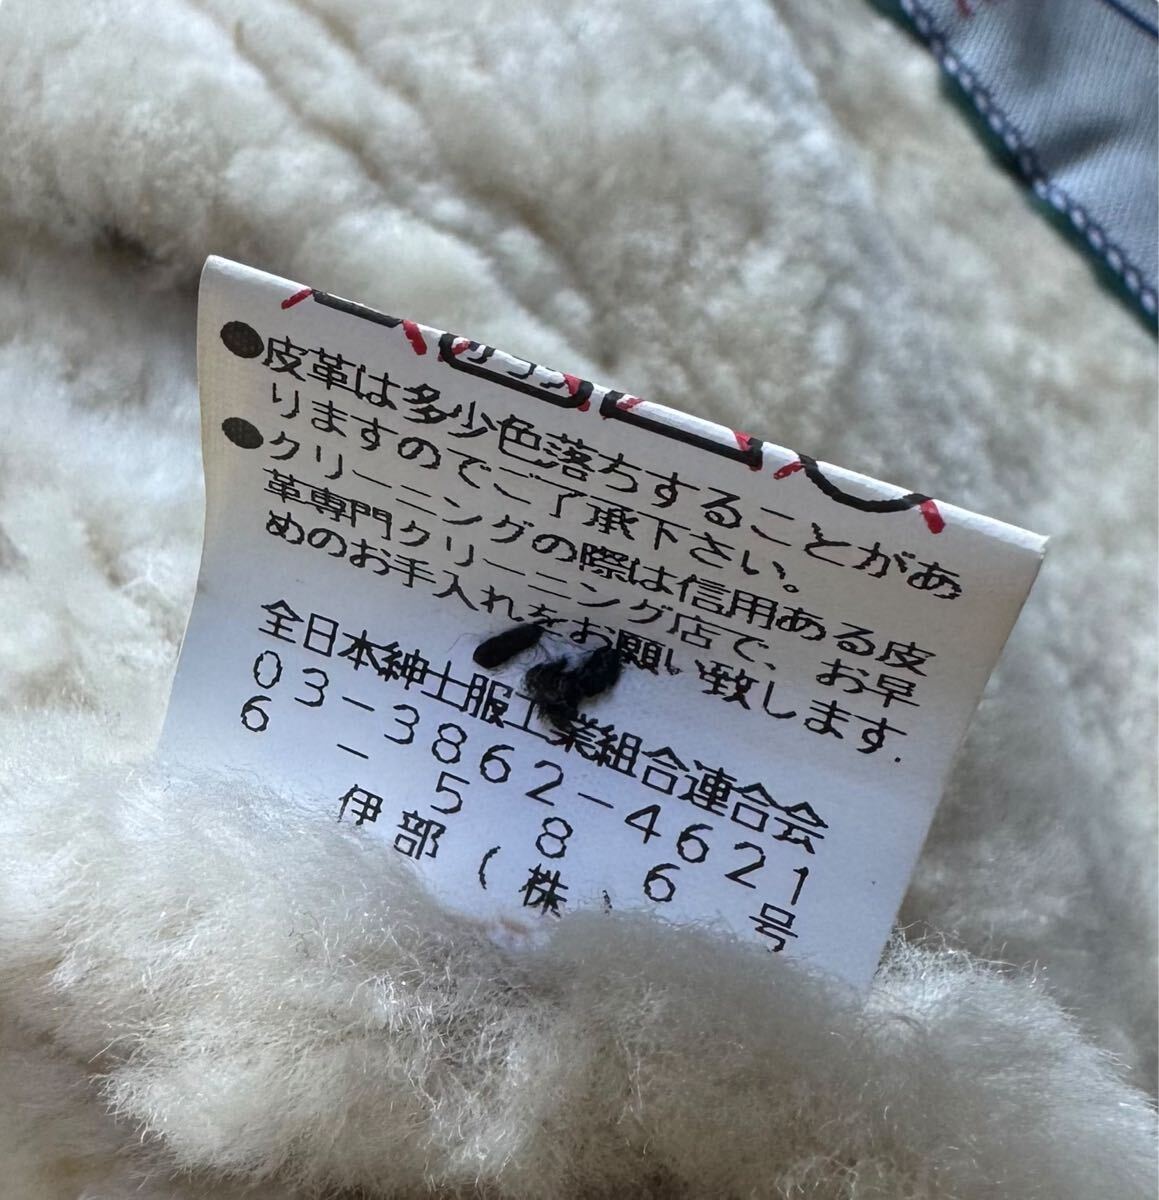 ●皮革は多少色落ちすることがあ
りますのでご了承下さい。
●クリーニングの際は信用ある皮
革専門クリーニング店で、お早
めのお手入れをお願い致します.
全日本紳士服工業組合連合会
03-3862-4621
6-586号
伊部(株)